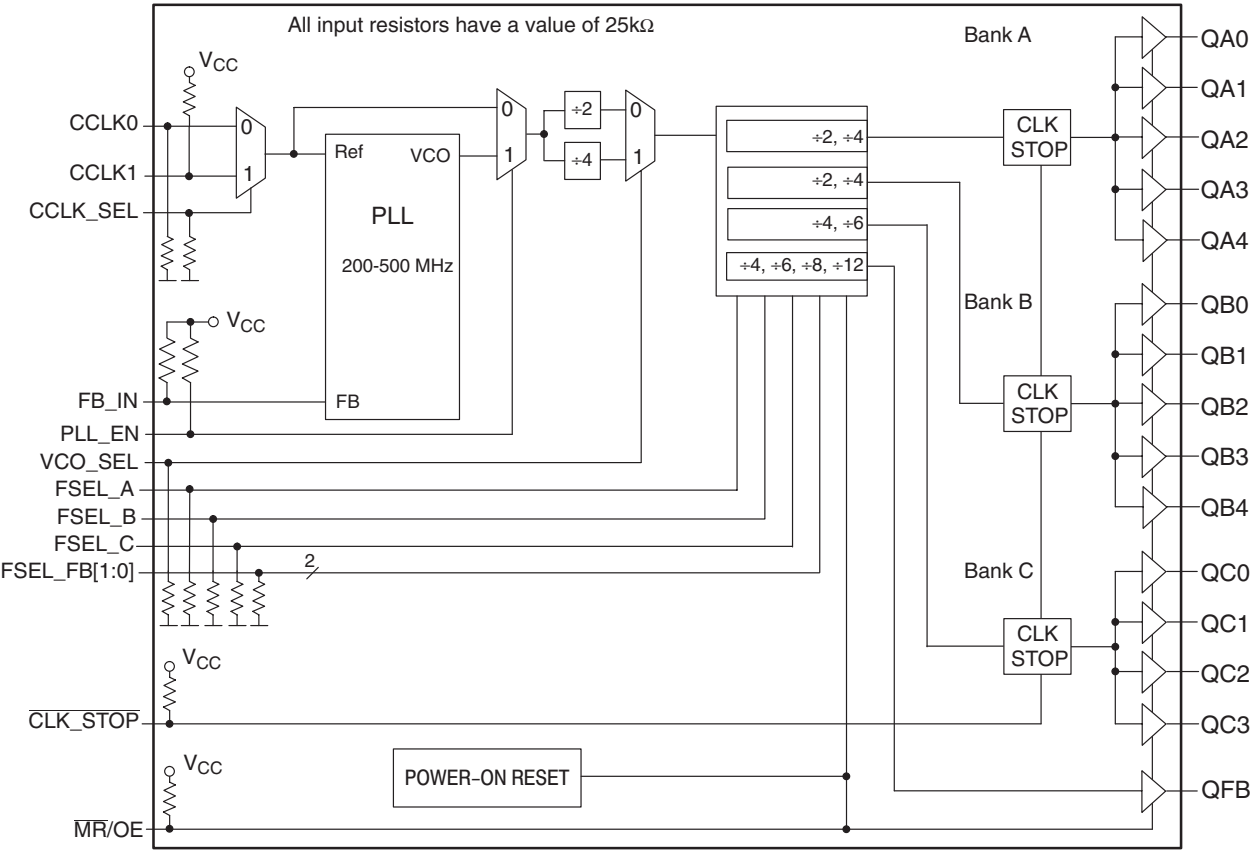 All input resistors have a value of 25kΩ
Bank A
QA0
VCC
QA1
CCLK0
0
0
÷2
0
CLK STOP
÷2, ÷4
QA2
Ref
VCO
1
÷4
1
CCLK1
1
÷2, ÷4
QA3
CCLK_SEL
PLL
÷4, ÷6
QA4
200-500 MHz
÷4, ÷6, ÷8, ÷12
Bank B
QB0
VCC
QB1
FB_IN
FB
CLK STOP
QB2
PLL_EN
VCO_SEL
QB3
FSEL_A
FSEL_B
QB4
FSEL_C
FSEL_FB[1:0]
2
Bank C
QC0
QC1
CLK STOP
VCC
QC2
CLK_STOP
QC3
VCC
POWER-ON RESET
QFB
MR/OE